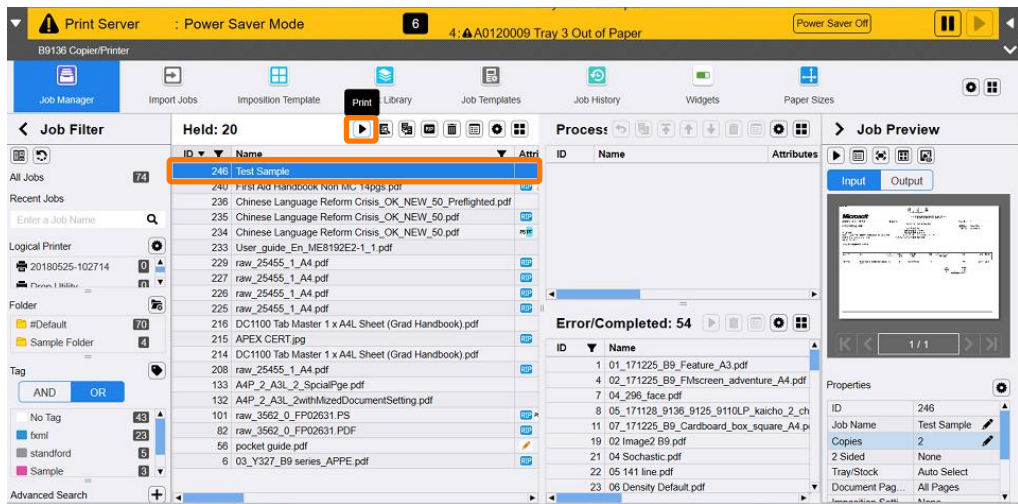 Print Server : Power Saver Mode 6 4: A0120009 Tray 3 Out of Paper Power Saver Off
B9136 Copier/Printer
Job Manager Import Jobs Imposition Template Library Job Templates Job History Widgets Paper Sizes
Print
Job Filter
All Jobs 74
Recent Jobs
Enter a Job Name
Logical Printer
20180525-102714 0
Drop Utility 0
Folder
#Default 70
Sample Folder 4
Tag
AND OR
No Tag 43
fxml 23
standford 5
Sample 3
Advanced Search
Held: 20
ID Name Attri
246 Test Sample
240 First Aid Handbook Non MC 14pgs.pdf
236 Chinese Language Reform Crisis_OK_NEW_50_Preflighted.pdf
235 Chinese Language Reform Crisis_OK_NEW_50.pdf
234 Chinese Language Reform Crisis_OK_NEW_50.pdf
233 User_guide_En_ME8192E2-1_1.pdf
229 raw_25455_1_A4.pdf
227 raw_25455_1_A4.pdf
226 raw_25455_1_A4.pdf
225 raw_25455_1_A4.pdf
216 DC1100 Tab Master 1 x A4L Sheet (Grad Handbook).pdf
215 APEX CERT.jpg
214 DC1100 Tab Master 1 x A4L Sheet (Grad Handbook).pdf
208 raw_25455_1_A4.pdf
133 A4P_2_A3L_2_SpcialPge.pdf
132 A4P_2_A3L_2withMizedDocumentSetting.pdf
101 raw_3562_0_FP02631.PS
82 raw_3562_0_FP02631.PDF
56 pocket guide.pdf
6 03_Y327_B9 series_APPE.pdf
Process
ID Name Attributes
Error/Completed: 54
ID Name
1 01_171225_B9_Feature_A3.pdf
4 02_171225_B9_FMscreen_adventure_A4.pdf
7 04_296_face.pdf
8 05_171128_9136_9125_9110LP_kaicho_2_ch
11 07_171225_B9_Cardboard_box_square_A4.p
19 02 Image2 B9.pdf
21 04 Sochastic.pdf
22 05 141 line.pdf
23 06 Density Default.pdf
Job Preview
Input Output
Microsoft
1 / 1
Properties
ID 246
Job Name Test Sample
Copies 2
2 Sided None
Tray/Stock Auto Select
Document Pag... All Pages